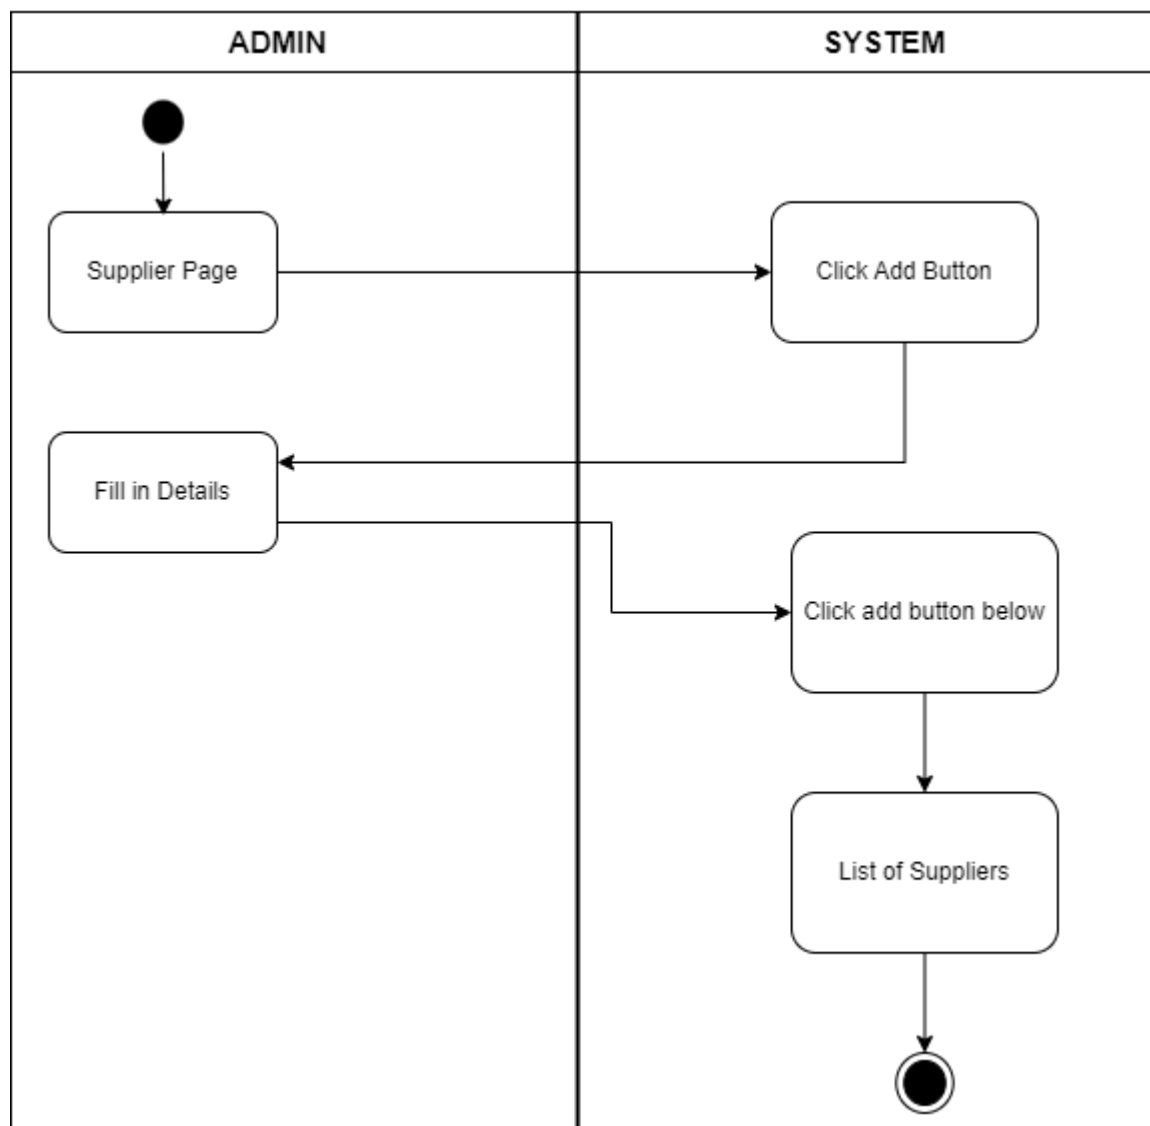 ADMIN
SYSTEM
Supplier Page
Click Add Button
Fill in Details
Click add button below
List of Suppliers